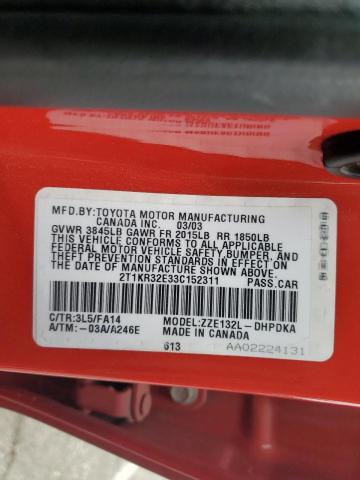 MFD.BY:TOYOTA MOTOR MANUFACTURING
CANADA INC. 03/03
GVWR 3845LB GAWR FR 2015LB RR 1850LB
THIS VEHICLE CONFORMS TO ALL APPLICABLE
FEDERAL MOTOR VEHICLE SAFETY,BUMPER, AND
THEFT PREVENTION STANDARDS IN EFFECT ON
THE DATE OF MANUFACTURE SHOWN ABOVE.
2T1KR32E33C152311 PASS.CAR
C/TR:3L5/FA14 MODEL:ZZE132L-DHPDKA
A/TM:-03A/A246E MADE IN CANADA
613 AA02224131